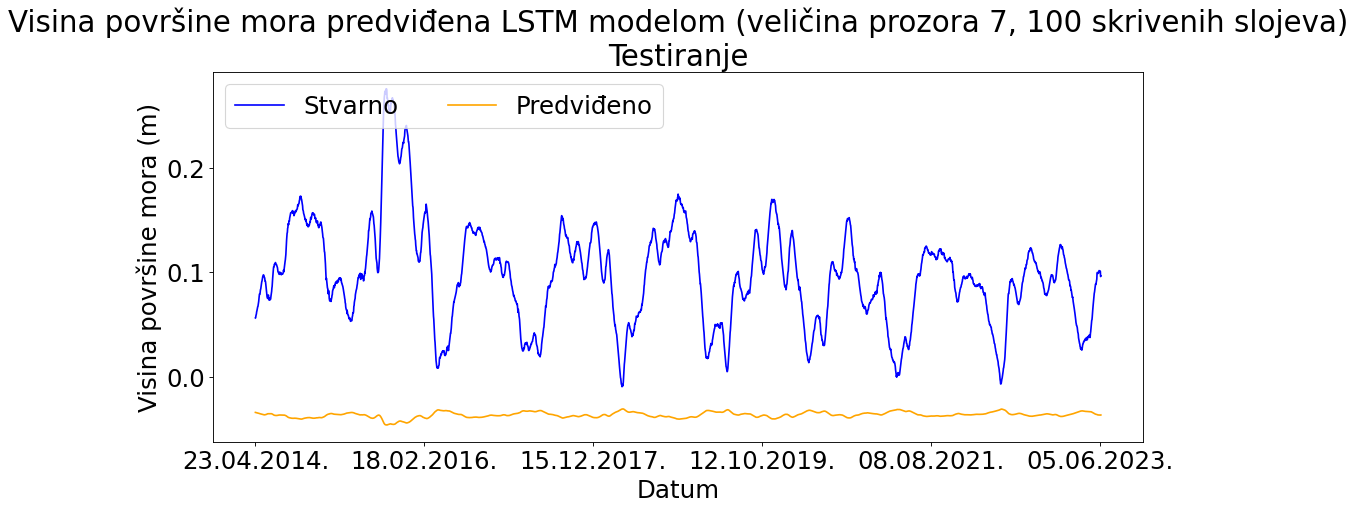 Visina površine mora predviđena LSTM modelom (veličina prozora 7, 100 skrivenih slojeva)
Testiranje
Stvarno
Predviđeno
Visina površine mora (m)
0.2
0.1
0.0
23.04.2014.
18.02.2016.
15.12.2017.
12.10.2019.
08.08.2021.
05.06.2023.
Datum